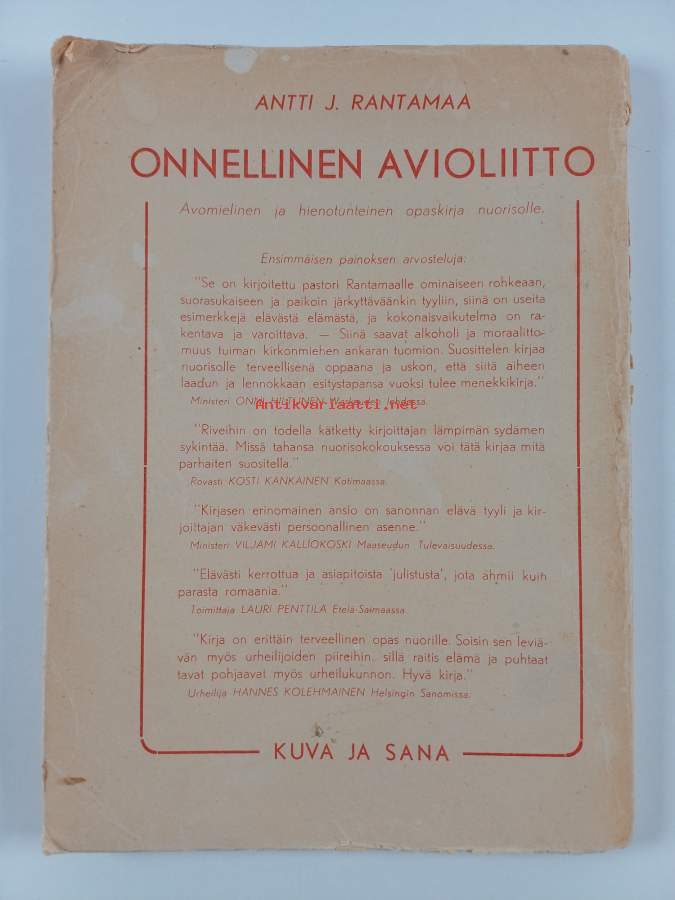 ANTTI J. RANTAMAA
ONNELLINEN AVIOLIITTO
Avomielinen ja hienotunteinen opaskirja nuorisolle.
Ensimmäisen painoksen arvosteluja:
"Se on kirjoitettu pastori Rantamaalle ominaiseen rohkeaan,
suorasukaiseen ja paikoin järkyttäväänkin tyyliin, siinä on useita
esimerkkejä elävästä elämästä, ja kokonaisvaikutelma on ra-
kentava ja varoittava. — Siinä saavat alkoholi ja moraalitto-
muus tuiman kirkonmiehen ankaran tuomion. Suosittelen kirjaa
nuorisolle terveellisenä oppaana ja uskon, että siitä aiheen
laadun ja lennokkaan esitystapansa vuoksi tulee menekkikirja."
Ministeri ONNI HILTUNEN
Antikvariaatti.net
"Riveihin on todella kätketty kirjoittajan lämpimän sydämen
sykintää. Missä tahansa nuorisokokouksessa voi tätä kirjaa mitä
parhaiten suositella."
Rovasti KOSTI KANKAINEN Kotimaassa.
"Kirjasen erinomainen ansio on sanonnan elävä tyyli ja kir-
joittajan väkevästi persoonallinen asenne."
Ministeri VILJAMI KALLIOKOSKI Maaseudun Tulevaisuudessa.
"Elävästi kerrottua ja asiapitoista 'julistusta', jota ahmii kuin
parasta romaania."
Toimittaja LAURI PENTTILÄ Etelä-Saimaassa.
"Kirja on erittäin terveellinen opas nuorille. Soisin sen leviä-
vän myös urheilijoiden piireihin, sillä raitis elämä ja puhtaat
tavat pohjaavat myös urheilukunnon. Hyvä kirja."
Urheilija HANNES KOLEHMAINEN Helsingin Sanomissa.
KUVA JA SANA